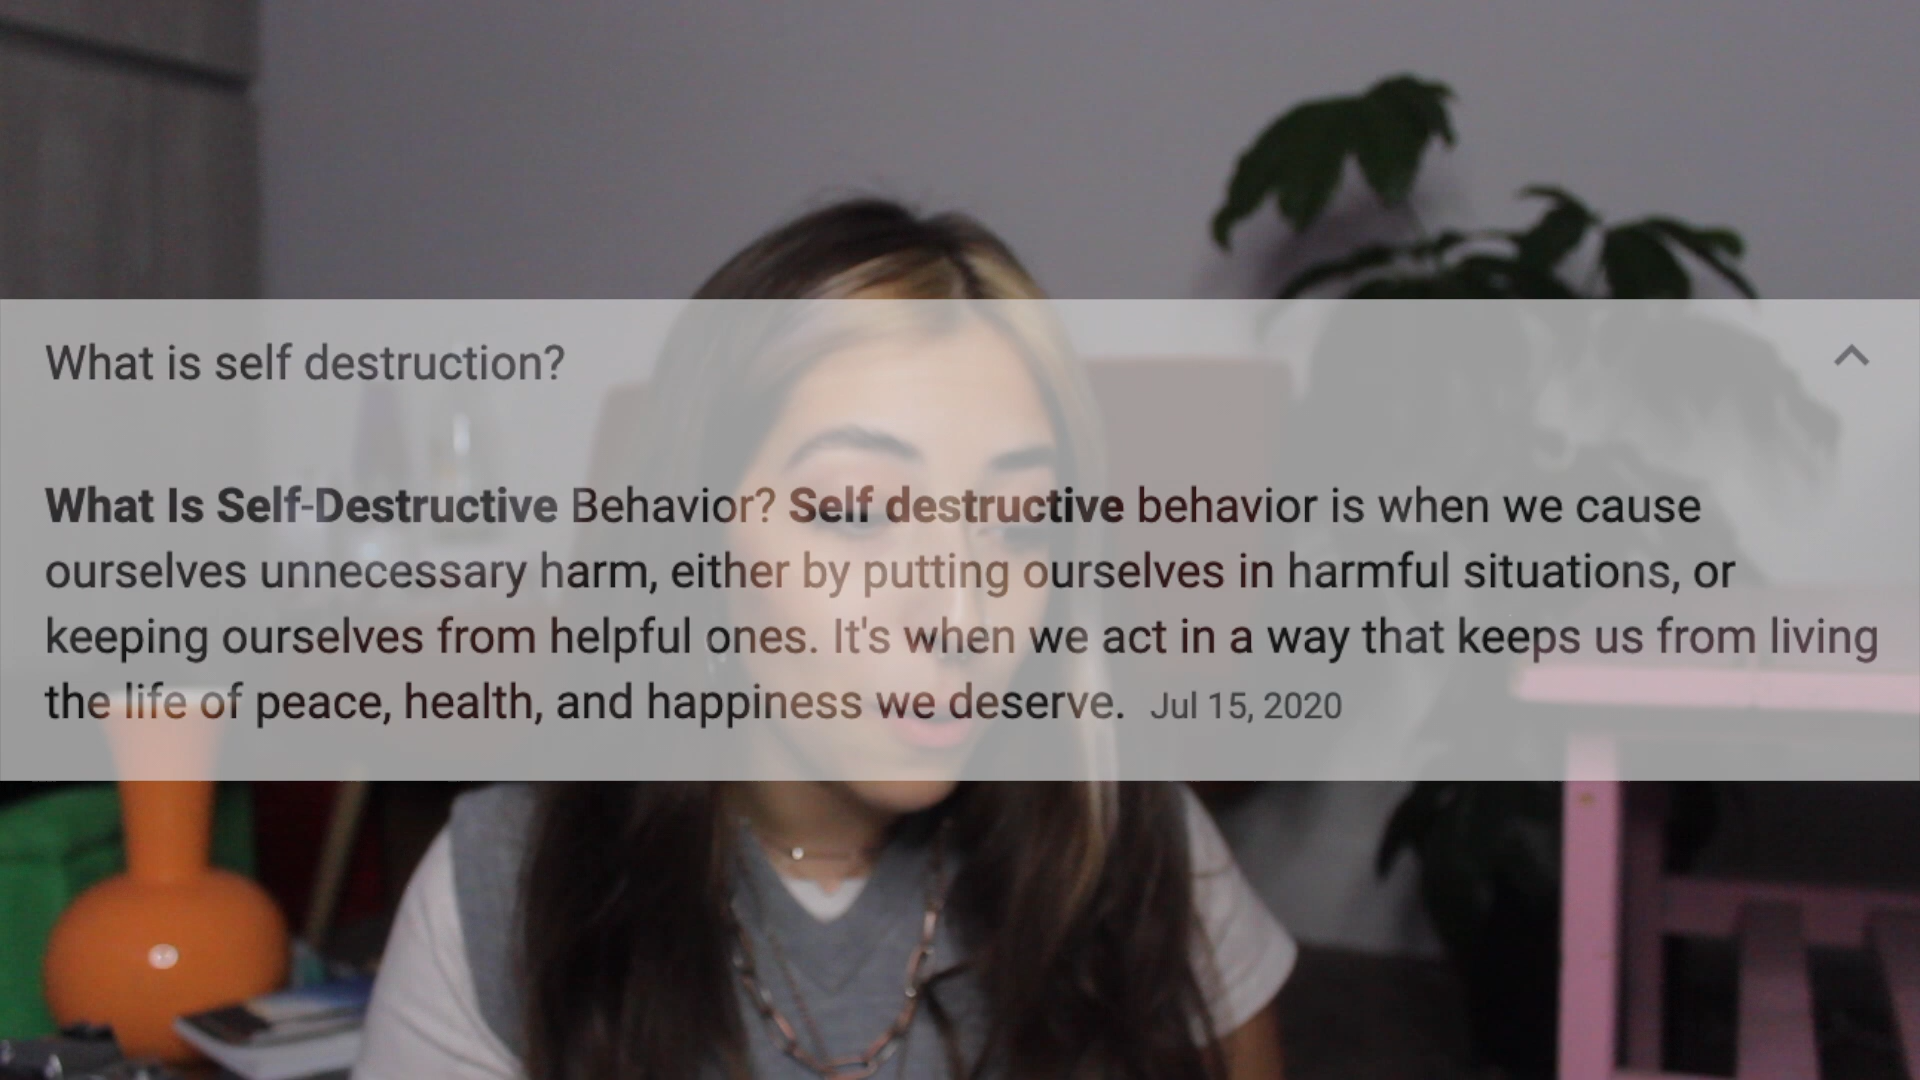 What is self destruction?
What Is Self-Destructive Behavior? Self destructive behavior is when we cause
ourselves unnecessary harm, either by putting ourselves in harmful situations, or
keeping ourselves from helpful ones. It's when we act in a way that keeps us from living
the life of peace, health, and happiness we deserve. Jul 15, 2020